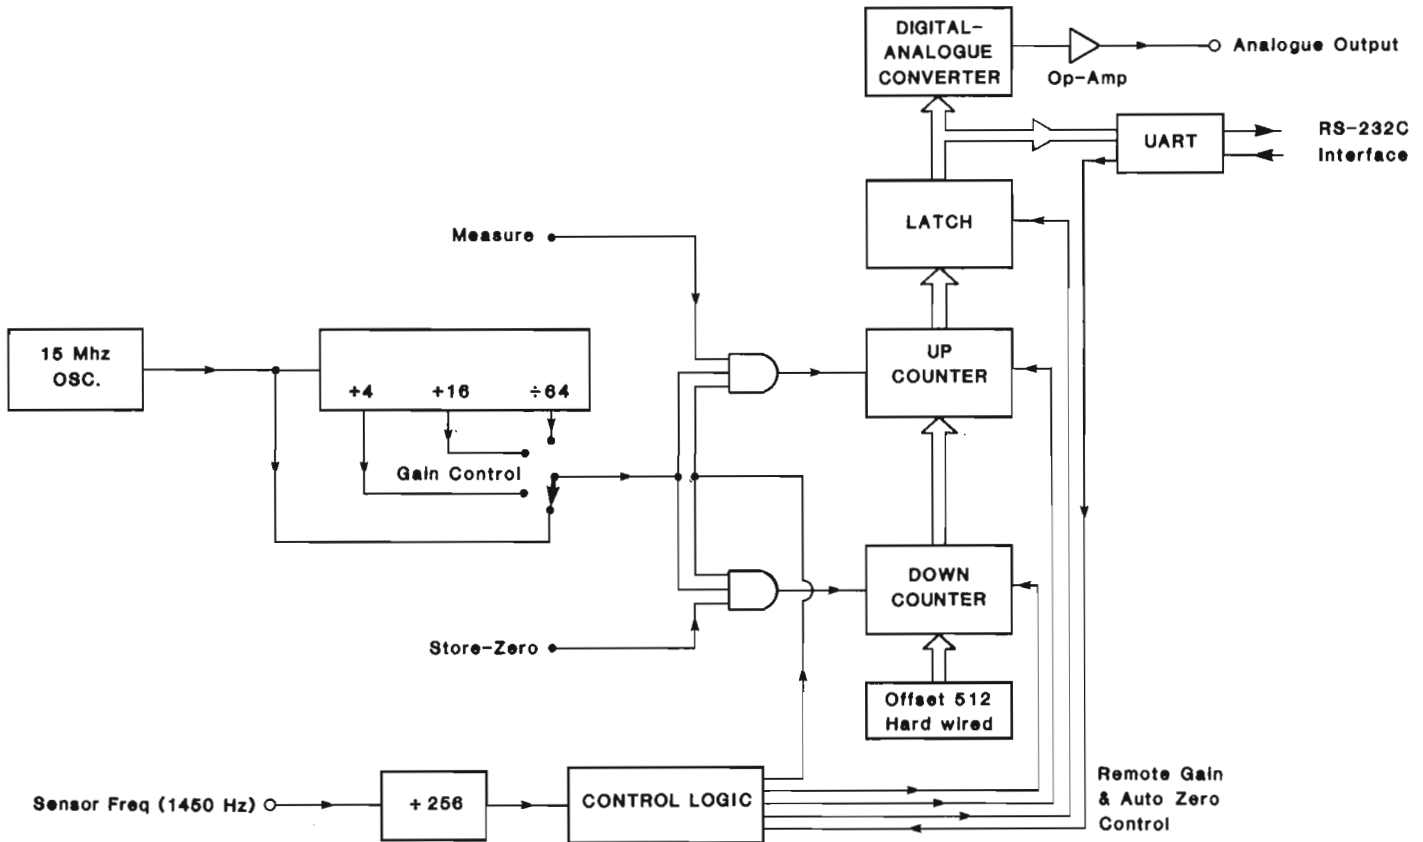 DIGITAL-
ANALOGUE
CONVERTER
Op-Amp
Analogue Output
UART
RS-232C
Interface
LATCH
Measure
15 Mhz
OSC.
+4 +16 ÷64
Gain Control
UP
COUNTER
DOWN
COUNTER
Store-Zero
Offset 512
Hard wired
Sensor Freq (1450 Hz)
+256
CONTROL LOGIC
Remote Gain
& Auto Zero
Control